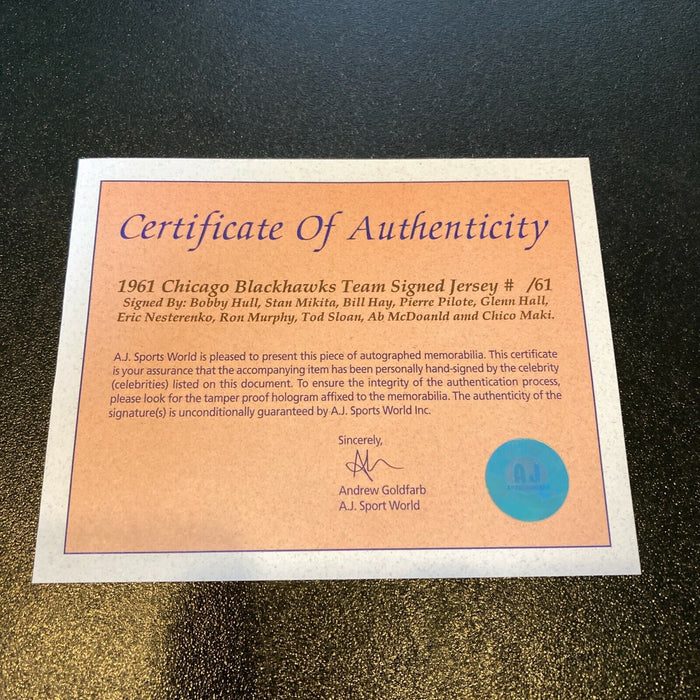 Certificate Of Authenticity
1961 Chicago Blackhawks Team Signed Jersey # /61
Signed By: Bobby Hull, Stan Mikita, Bill Hay, Pierre Pilote, Glenn Hall,
Eric Nesterenko, Ron Murphy, Tod Sloan, Ab McDoanld amd Chico Maki.
A.J. Sports World is pleased to present this piece of autographed memorabilia. This certificate
is your assurance that the accompanying item has been personally hand-signed by the celebrity
(celebrities) listed on this document. To ensure the integrity of the authentication process,
please look for the tamper proof hologram affixed to the memorabilia. The authenticity of the
signature(s) is unconditionally guaranteed by A.J. Sports World Inc.
Sincerely,
Andrew Goldfarb
A.J. Sport World
AJ